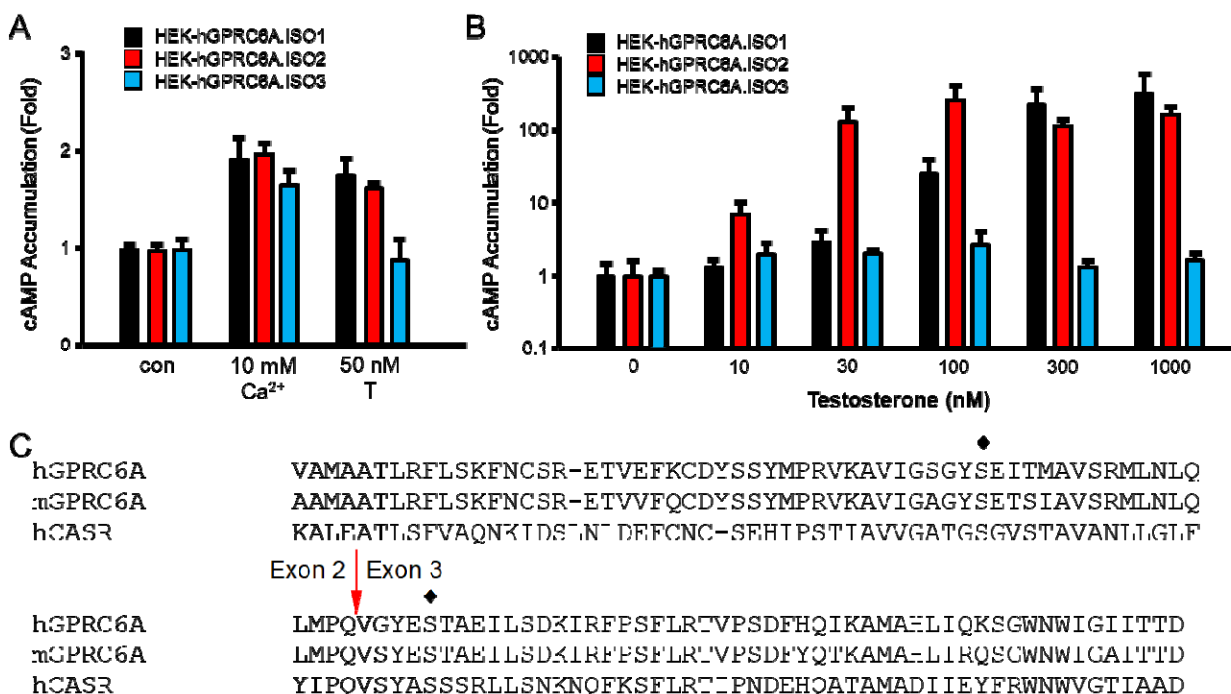 A
HEK-hGPRC6A.ISO1
HEK-hGPRC6A.ISO2
HEK-hGPRC6A.ISO3
cAMP Accumulation (Fold)
3
2
1
0
con
10 mM
Ca²⁺
50 nM
T
B
HEK-hGPRC6A.ISO1
HEK-hGPRC6A.ISO2
HEK-hGPRC6A.ISO3
cAMP Accumulation (Fold)
1000
100
10
1
0.1
0 10 30 100 300 1000
Testosterone (nM)
C
hGPRC6A VAMAATLRFLSKFNCSR-ETVEFKCDYSSYMPRVKAVIGSGYSEITMAVSRMLNLQ
mGPRC6A AAMAATLRFLSKFNCSR-ETVVFQCDYSSYMPRVKAVIGAGYSETSIAVSRMLNLQ
hCASR
Exon 2 Exon 3
hGPRC6A LMPQVGYESTAEILSDKIRFPSFLRTVPSDFHQIKAMAHLIQKSGWNWIGIITTD
mGPRC6A LMPQVSYESTAEILSDKIRFPSFLRTVPSDFYQTKAMAHLIRQSGWNWIGAITTD
hCASR